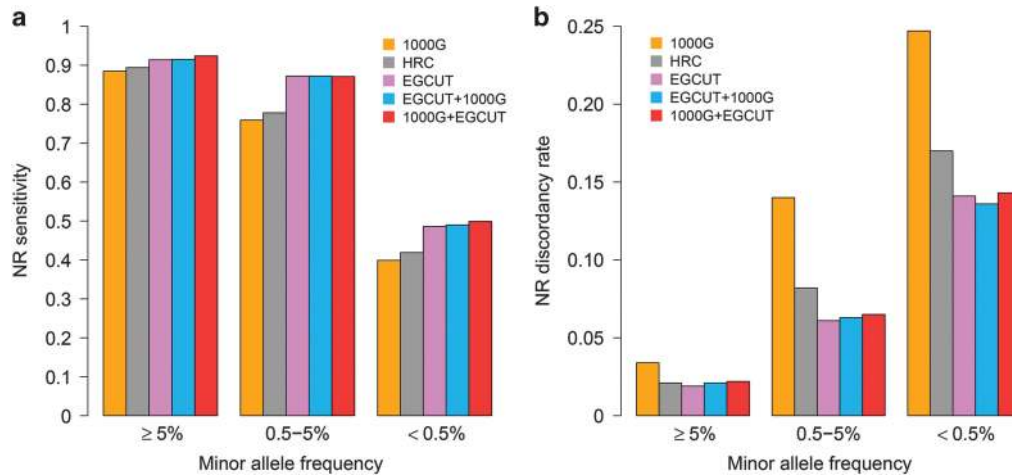 a
NR sensitivity
1
0.9
0.8
0.7
0.6
0.5
0.4
0.3
0.2
0.1
0
1000G
HRC
EGCUT
EGCUT+1000G
1000G+EGCUT
≥ 5%
0.5−5%
< 0.5%
Minor allele frequency
b
NR discordancy rate
0.25
0.20
0.15
0.10
0.05
0
1000G
HRC
EGCUT
EGCUT+1000G
1000G+EGCUT
≥ 5%
0.5−5%
< 0.5%
Minor allele frequency